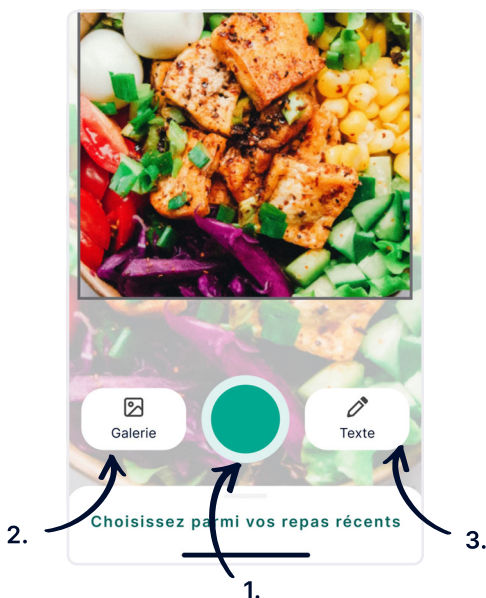 Galerie
Texte
Choisissez parmi vos repas récents
2.
3.
1.